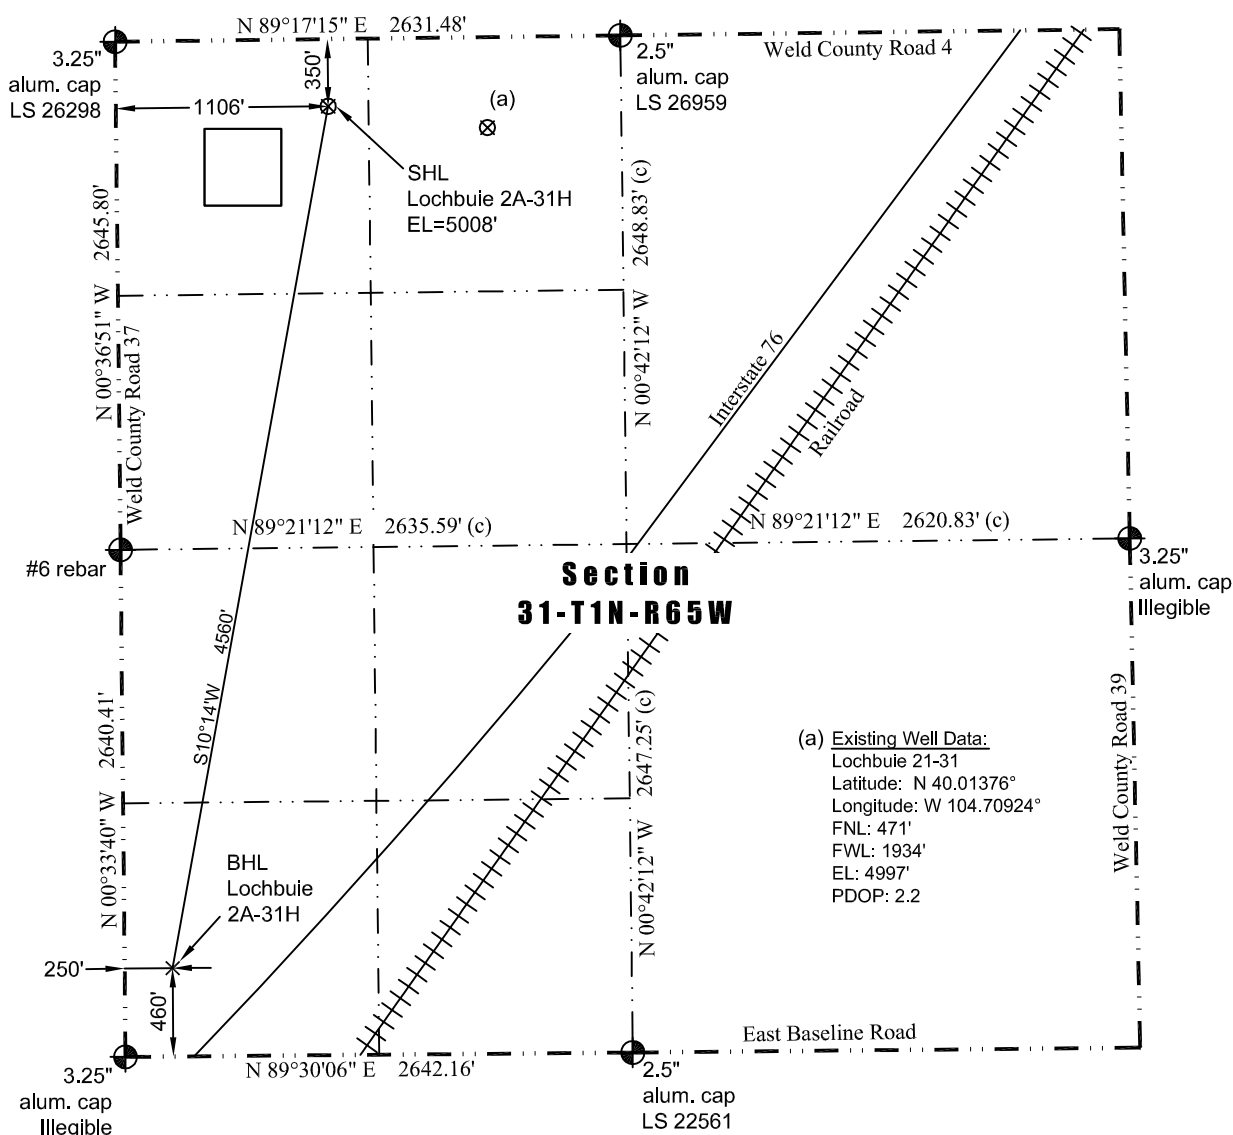 N 89°17'15" E 2631.48'
3.25"
alum. cap
LS 26298
350'
1106'
(a)
2.5"
alum. cap
LS 26959
Weld County Road 4
SHL
Lochbuie 2A-31H
EL=5008'
N 00°36'51" W 2645.80'
Weld County Road 37
N 00°42'12" W 2648.83' (c)
Interstate 76
Railroad
N 89°21'12" E 2635.59' (c)
N 89°21'12" E 2620.83' (c)
#6 rebar
3.25"
alum. cap
Illegible
Section
31-T1N-R65W
S10°14'W 4560'
N 00°33'40" W 2640.41'
N 00°42'12" W 2647.25' (c)
Weld County Road 39
(a) Existing Well Data:
Lochbuie 21-31
Latitude: N 40.01376°
Longitude: W 104.70924°
FNL: 471'
FWL: 1934'
EL: 4997'
PDOP: 2.2
BHL
Lochbuie
2A-31H
250'
460'
East Baseline Road
N 89°30'06" E 2642.16'
3.25"
alum. cap
Illegible
2.5"
alum. cap
LS 22561